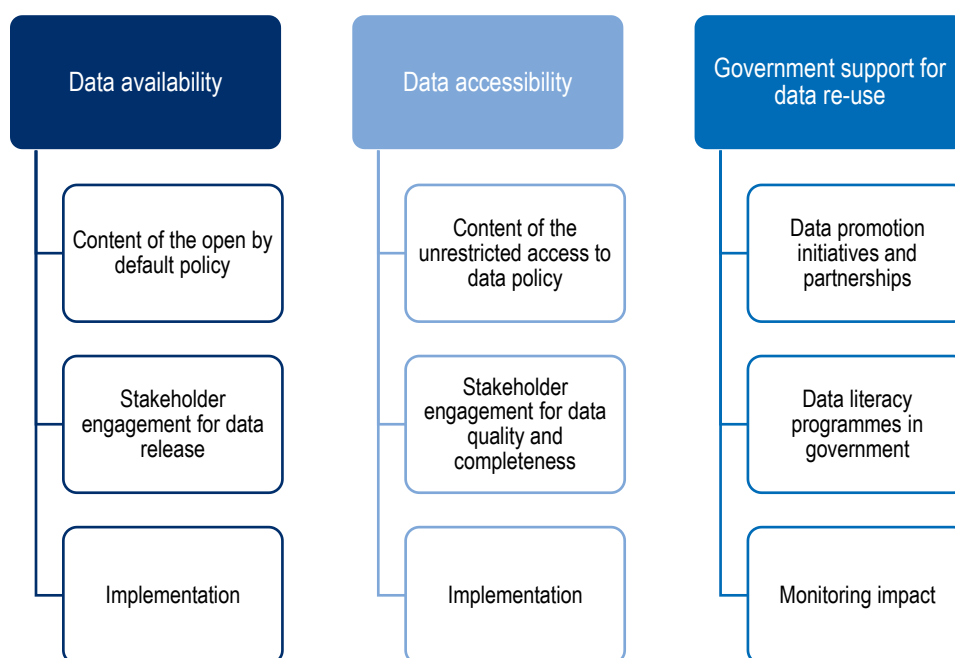 Data availability
Content of the open by
default policy
Stakeholder
engagement for data
release
Implementation
Data accessibility
Content of the
unrestricted access to
data policy
Stakeholder
engagement for data
quality and
completeness
Implementation
Government support for
data re-use
Data promotion
initiatives and
partnerships
Data literacy
programmes in
government
Monitoring impact